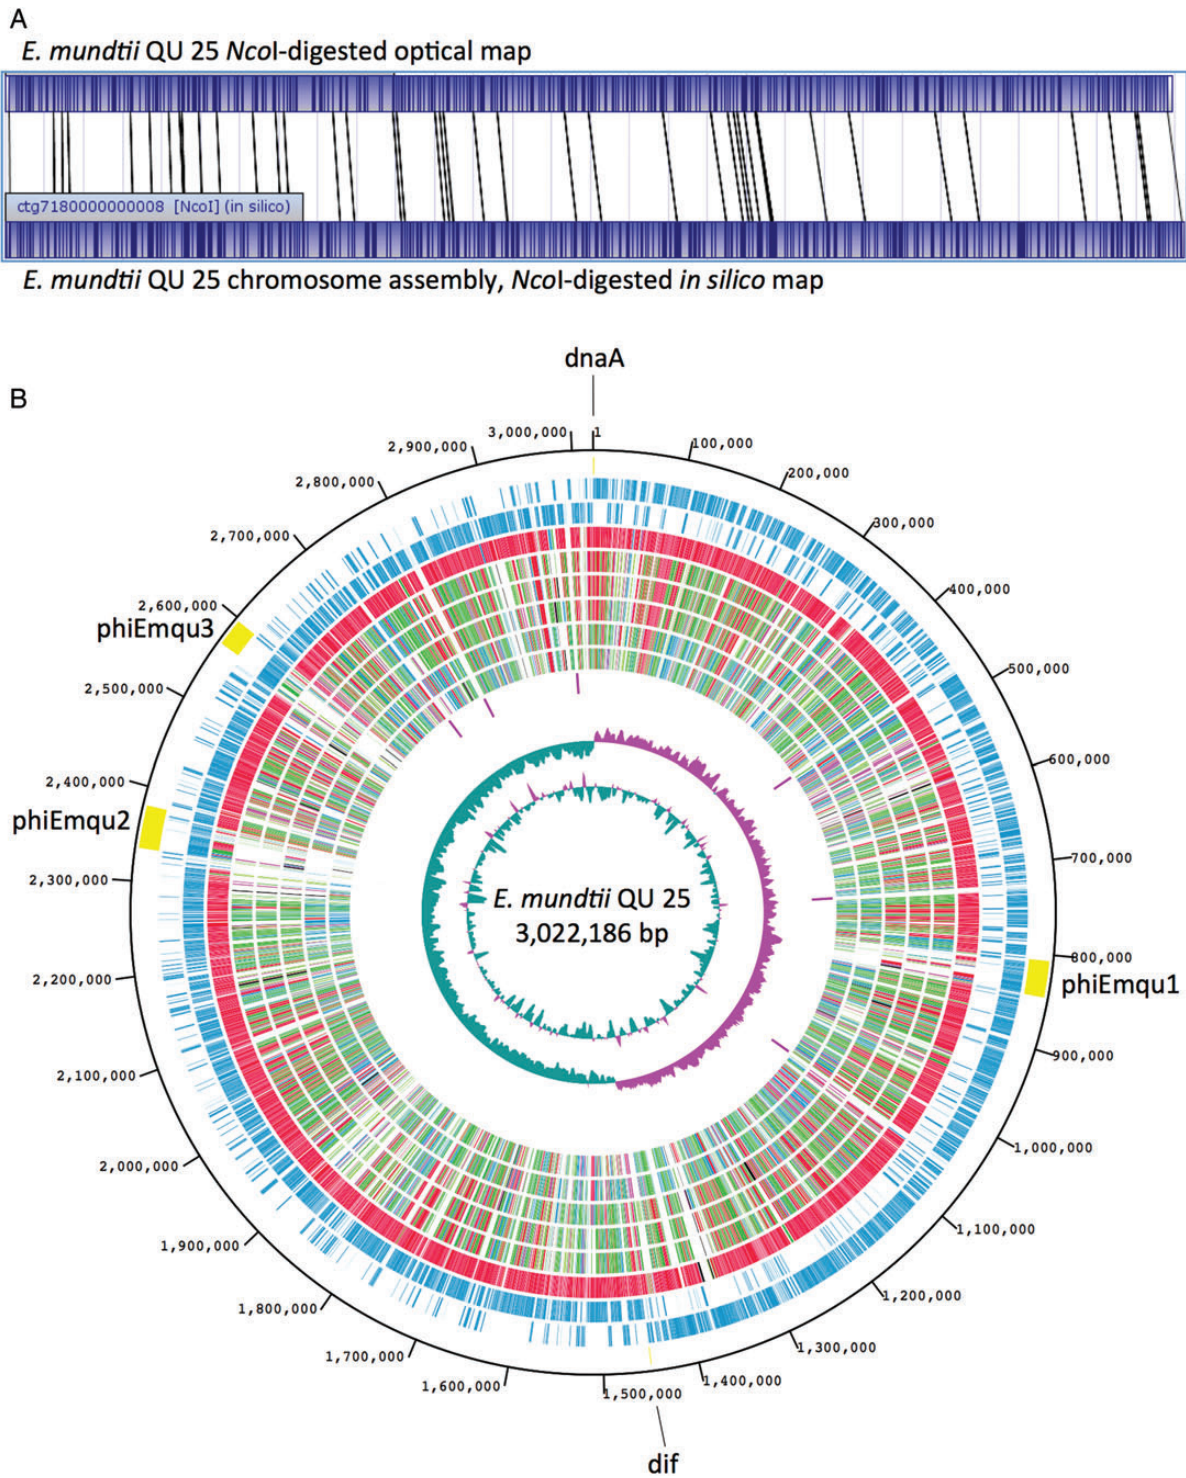 A
E. mundtii QU 25 NcoI-digested optical map
ctg7180000000008 [NcoI] (in silico)
E. mundtii QU 25 chromosome assembly, NcoI-digested in silico map
B
dnaA
3,000,000
1
100,000
200,000
300,000
400,000
500,000
600,000
700,000
800,000
phiEmqu1
900,000
1,000,000
1,100,000
1,200,000
1,300,000
1,400,000
1,500,000
dif
1,600,000
1,700,000
1,800,000
1,900,000
2,000,000
2,100,000
2,200,000
2,300,000
phiEmqu2
2,400,000
2,500,000
phiEmqu3
2,600,000
2,700,000
2,800,000
2,900,000
E. mundtii QU 25
3,022,186 bp